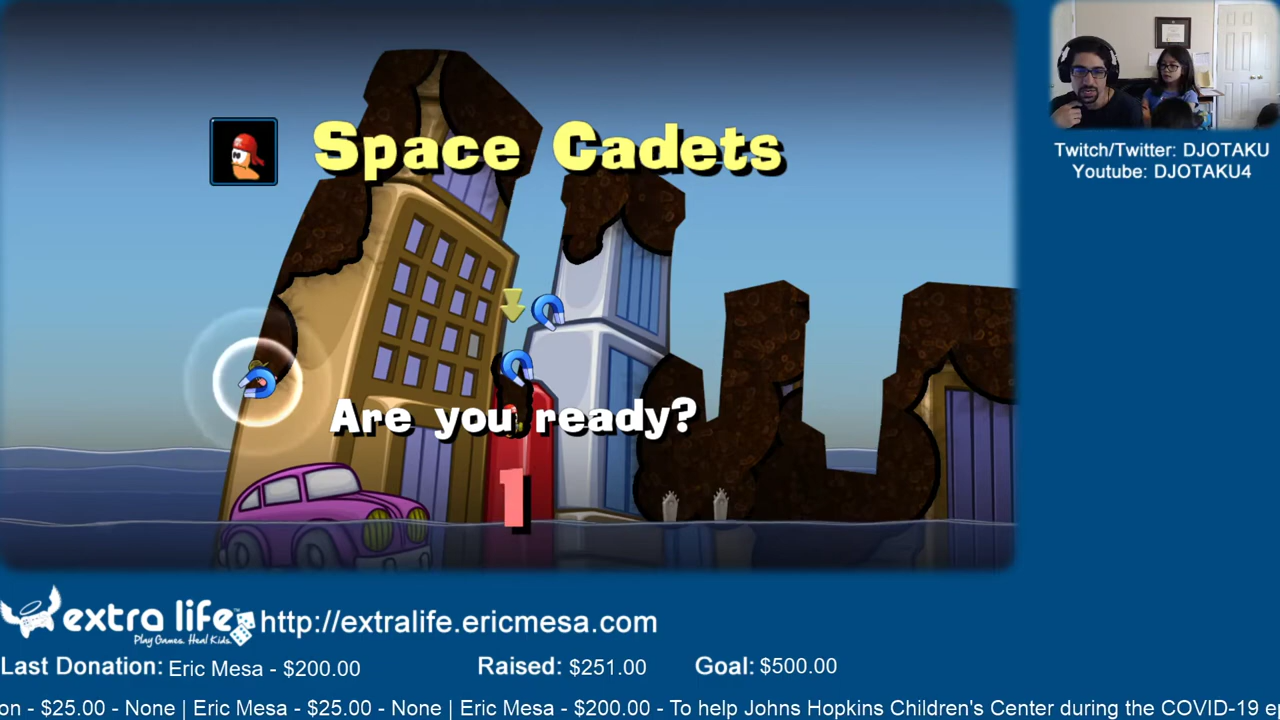 Space Cadets
Are you ready?
1
Twitch/Twitter: DJOTAKU
Youtube: DJOTAKU4
extra life
Play Games. Heal Kids.
http://extralife.ericmesa.com
Last Donation: Eric Mesa - $200.00
Raised: $251.00
Goal: $500.00
on - $25.00 - None | Eric Mesa - $25.00 - None | Eric Mesa - $200.00 - To help Johns Hopkins Children's Center during the COVID-19 e